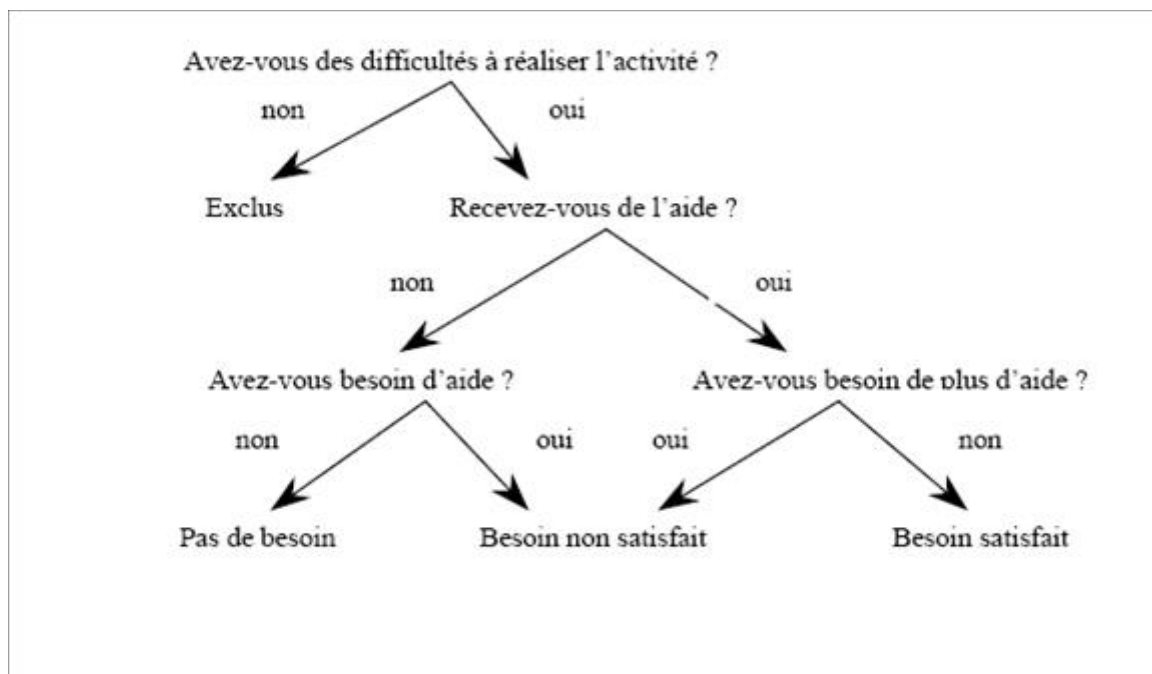 Avez-vous des difficultés à réaliser l’activité ?
non
oui
Exclus
Recevez-vous de l’aide ?
non
oui
Avez-vous besoin d’aide ?
Avez-vous besoin de plus d’aide ?
non
oui
oui
non
Pas de besoin
Besoin non satisfait
Besoin satisfait